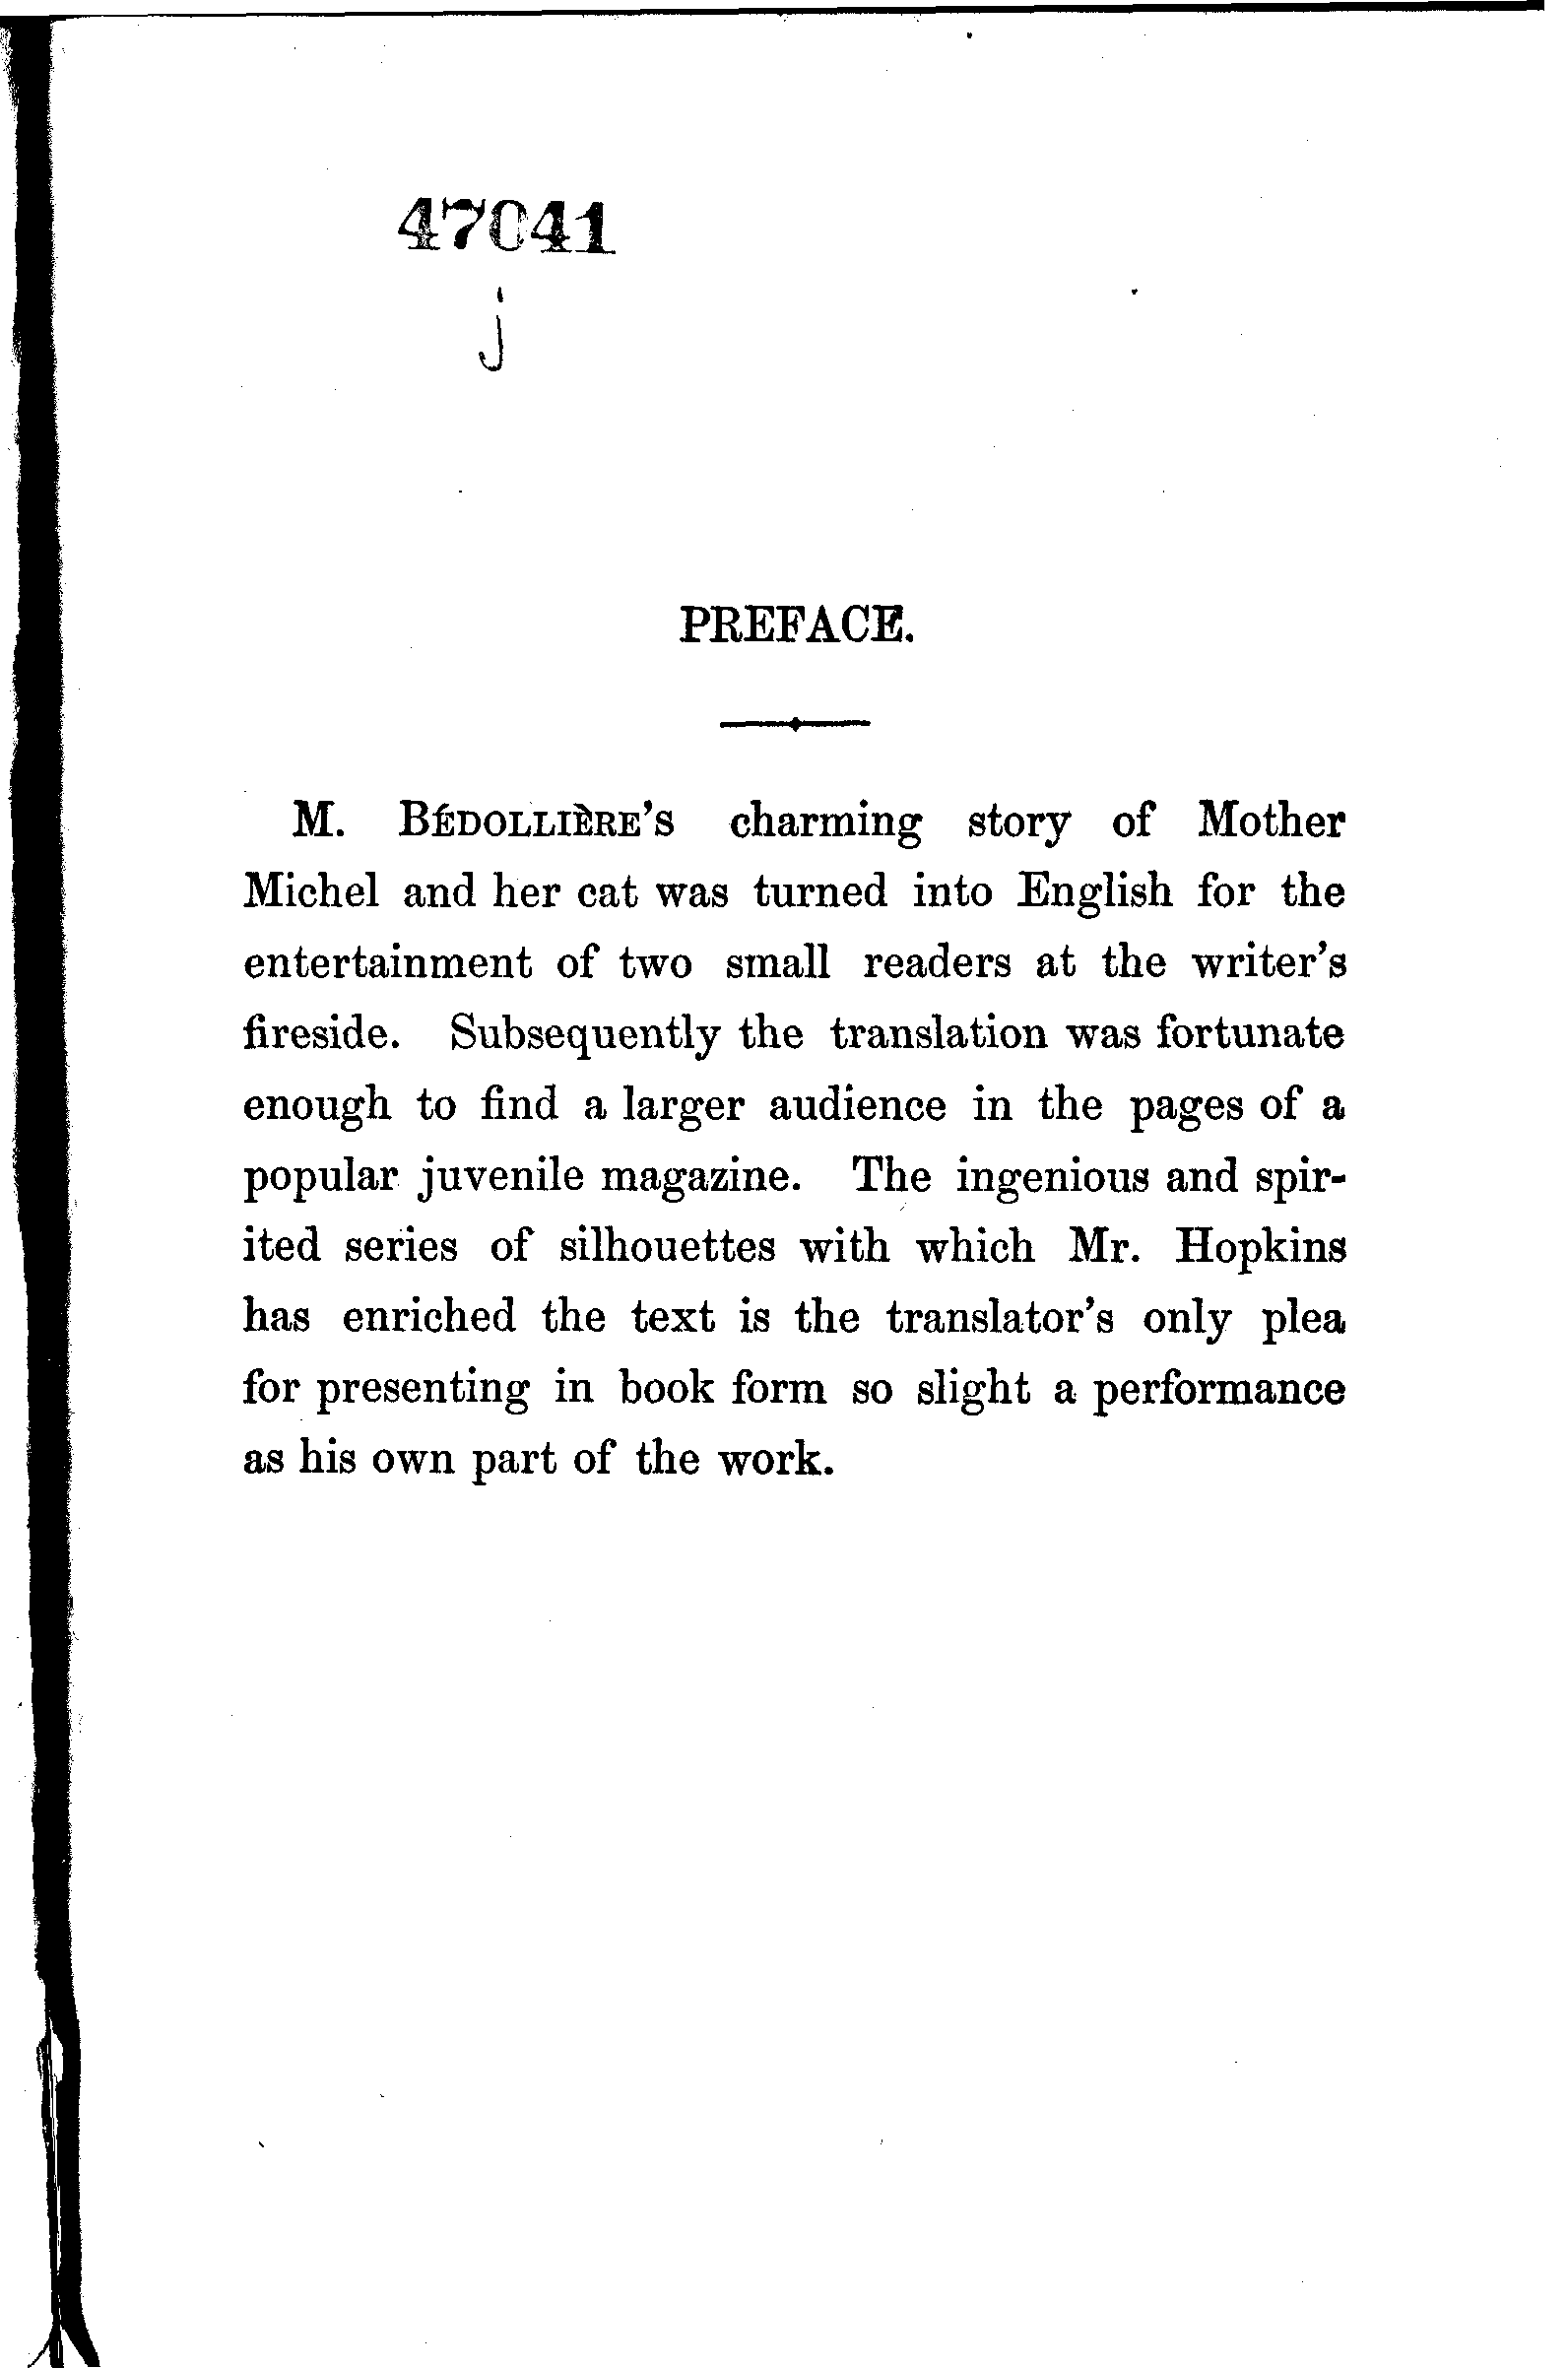 47041
j
PREFACE.
M. BÉDOLLIÈRE'S charming story of Mother
Michel and her cat was turned into English for the
entertainment of two small readers at the writer's
fireside. Subsequently the translation was fortunate
enough to find a larger audience in the pages of a
popular juvenile magazine. The ingenious and spir-
ited series of silhouettes with which Mr. Hopkins
has enriched the text is the translator's only plea
for presenting in book form so slight a performance
as his own part of the work.